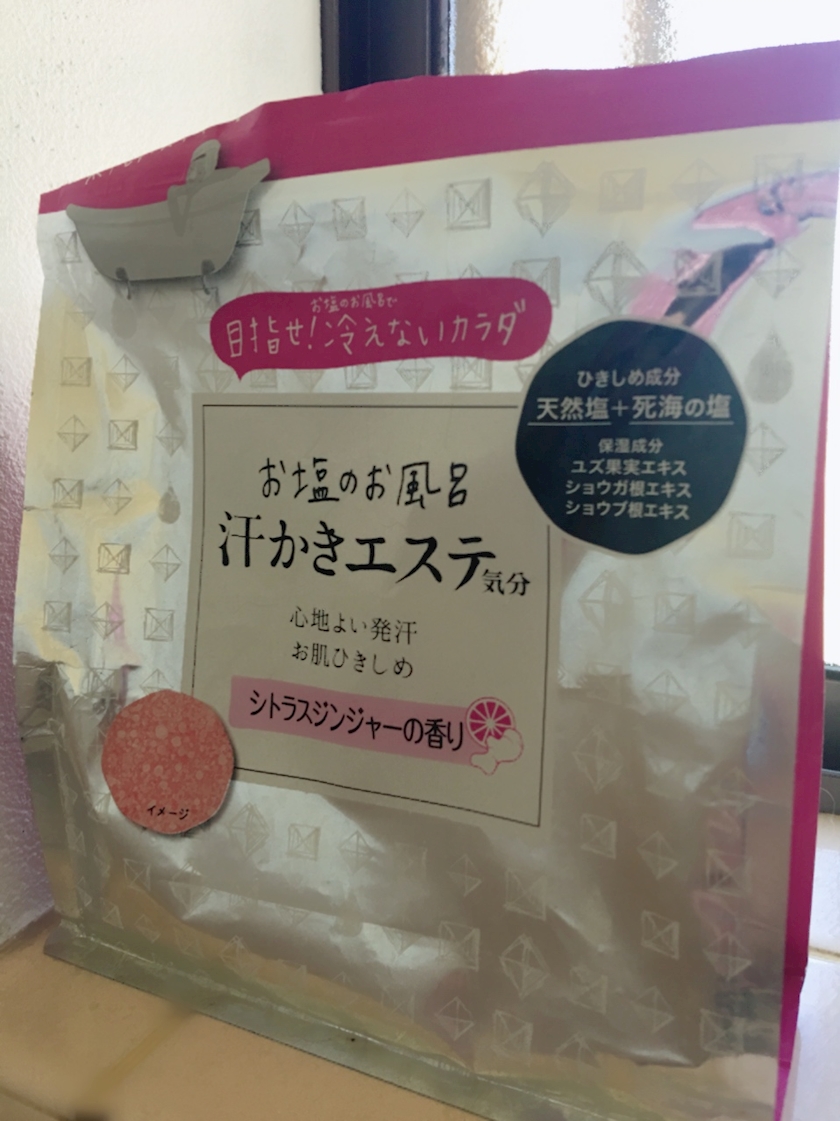 お塩のお風呂で
目指せ!冷えないカラダ
ひきしめ成分
天然塩+死海の塩
保湿成分
ユズ果実エキス
ショウガ根エキス
ショウブ根エキス
お塩のお風呂
汗かきエステ気分
心地よい発汗
お肌ひきしめ
シトラスジンジャーの香り
イメージ